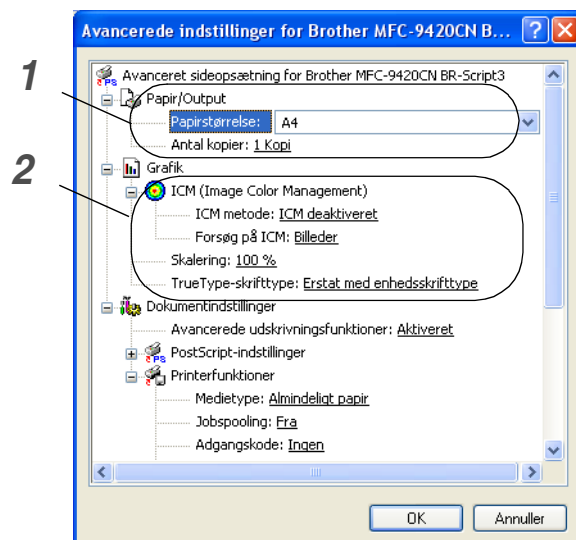 Avancerede indstillinger for Brother MFC-9420CN B...
1
Avanceret sideopsætning for Brother MFC-9420CN BR-Script3
Papir/Output
Papirstørrelse: A4
Antal kopier: 1 Kopi
2
Grafik
ICM (Image Color Management)
ICM metode: ICM deaktiveret
Forsøg på ICM: Billeder
Skalering: 100 %
TrueType-skrifttype: Erstat med enhedsskrifttype
Dokumentindstillinger
Avancerede udskrivningsfunktioner: Aktiveret
PostScript-indstillinger
Printerfunktioner
Medietype: Almindeligt papir
Jobspooling: Fra
Adgangskode: Ingen
OK Annuller